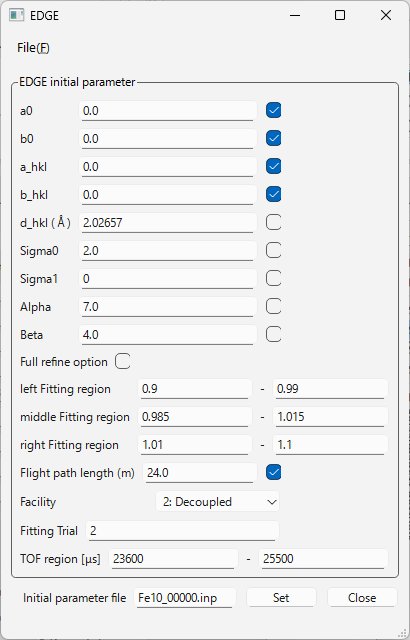 EDGE
File(F)
EDGE initial parameter
a0 0.0
b0 0.0
a_hkl 0.0
b_hkl 0.0
d_hkl (Å) 2.02657
Sigma0 2.0
Sigma1 0
Alpha 7.0
Beta 4.0
Full refine option
left Fitting region 0.9 - 0.99
middle Fitting region 0.985 - 1.015
right Fitting region 1.01 - 1.1
Flight path length (m) 24.0
Facility 2: Decoupled
Fitting Trial 2
TOF region [μs] 23600 - 25500
Initial parameter file Fe10_00000.inp Set Close